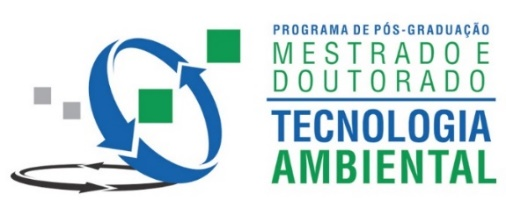 PROGRAMA DE PÓS-GRADUAÇÃO
MESTRADO E
DOUTORADO
TECNOLOGIA
AMBIENTAL